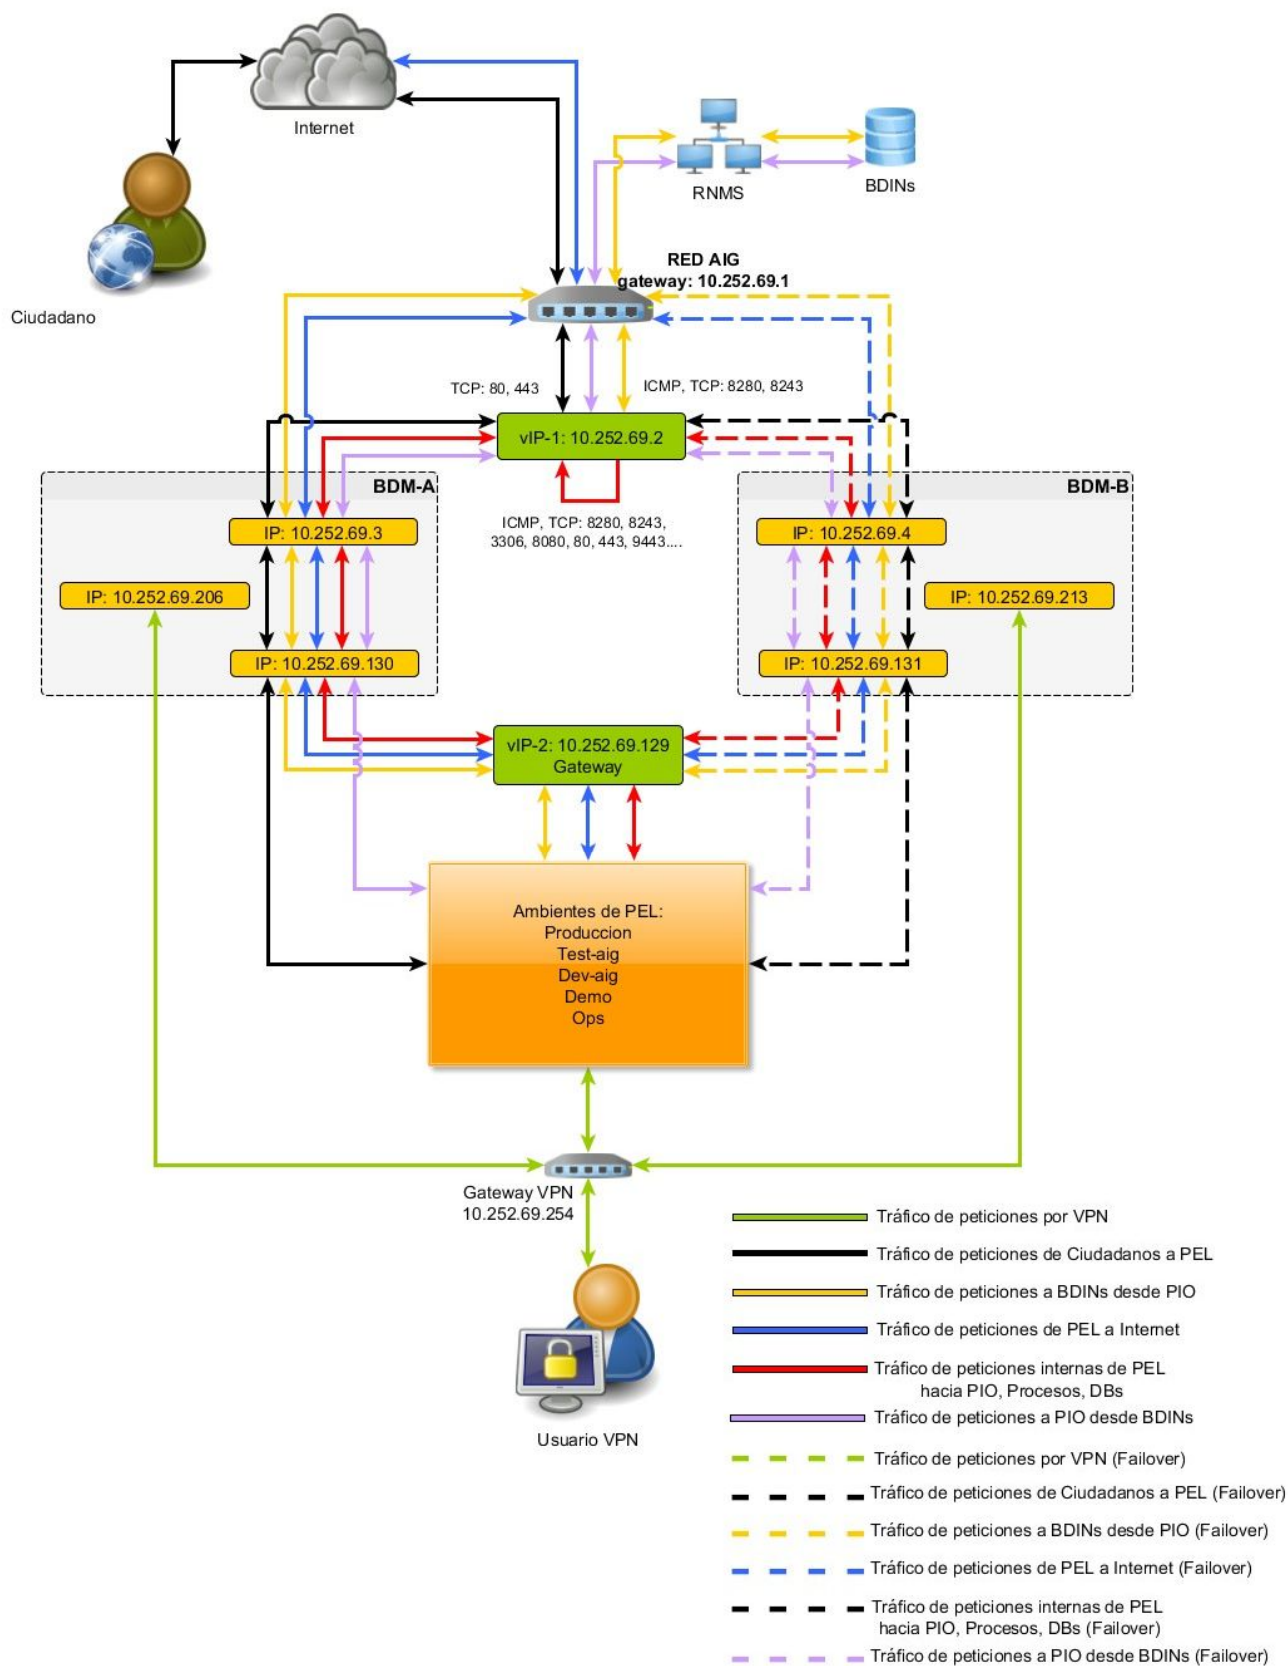 Internet
RNMS
BDINs
Ciudadano
RED AIG
gateway: 10.252.69.1
TCP: 80, 443
ICMP, TCP: 8280, 8243
vIP-1: 10.252.69.2
BDM-A
BDM-B
ICMP, TCP: 8280, 8243,
3306, 8080, 80, 443, 9443....
IP: 10.252.69.3
IP: 10.252.69.4
IP: 10.252.69.206
IP: 10.252.69.213
IP: 10.252.69.130
IP: 10.252.69.131
vIP-2: 10.252.69.129
Gateway
Ambientes de PEL:
Produccion
Test-aig
Dev-aig
Demo
Ops
Gateway VPN
10.252.69.254
Usuario VPN
Tráfico de peticiones por VPN
Tráfico de peticiones de Ciudadanos a PEL
Tráfico de peticiones a BDINs desde PIO
Tráfico de peticiones de PEL a Internet
Tráfico de peticiones internas de PEL
hacia PIO, Procesos, DBs
Tráfico de peticiones a PIO desde BDINs
Tráfico de peticiones por VPN (Failover)
Tráfico de peticiones de Ciudadanos a PEL (Failover)
Tráfico de peticiones a BDINs desde PIO (Failover)
Tráfico de peticiones de PEL a Internet (Failover)
Tráfico de peticiones internas de PEL
hacia PIO, Procesos, DBs (Failover)
Tráfico de peticiones a PIO desde BDINs (Failover)